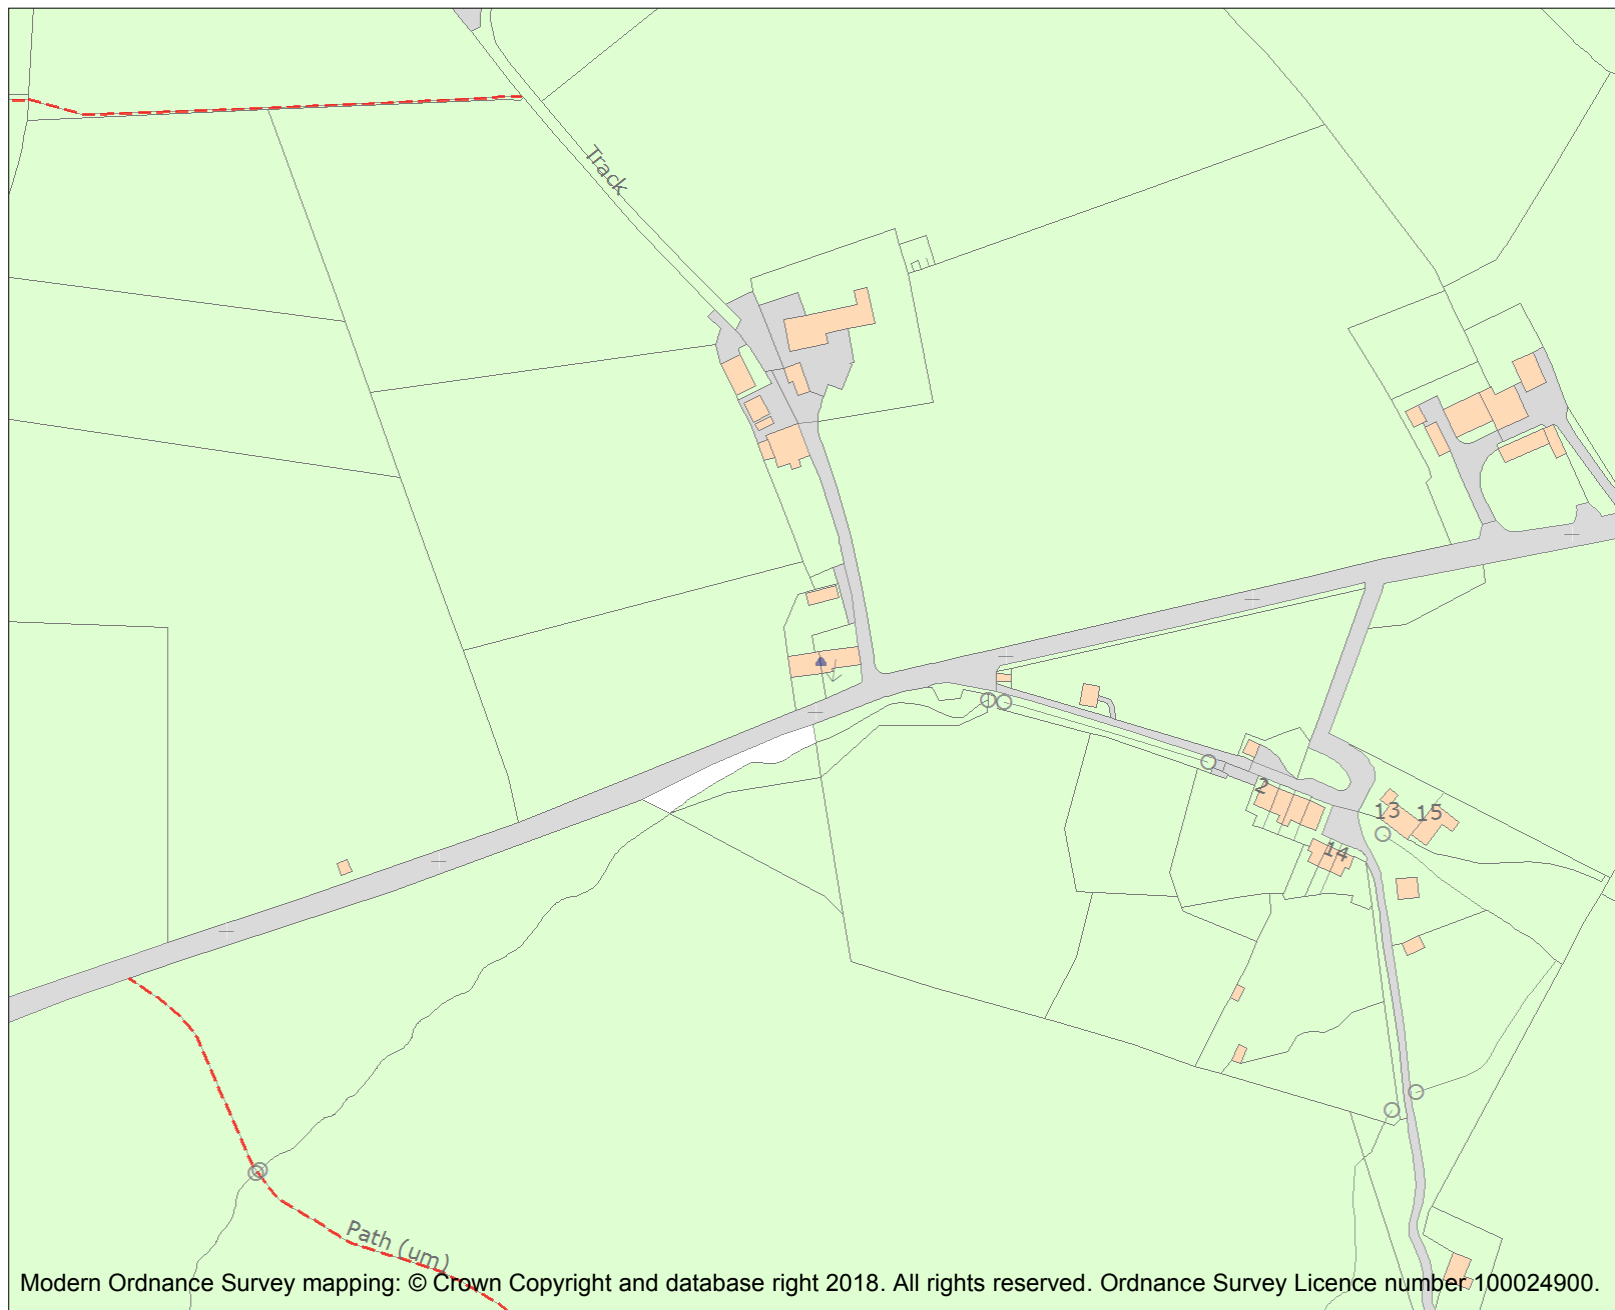 Track
2
13
15
14
Path (um)
Modern Ordnance Survey mapping: © Crown Copyright and database right 2018. All rights reserved. Ordnance Survey Licence number 100024900.